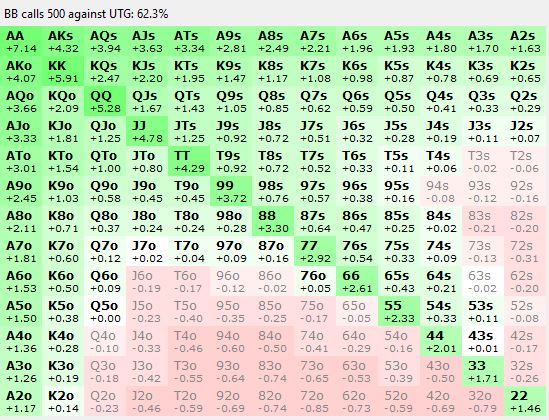 BB calls 500 against UTG: 62.3%
AA AKs AQs AJs ATs A9s A8s A7s A6s A5s A4s A3s A2s
+7.14 +4.32 +3.94 +3.63 +3.34 +2.81 +2.49 +2.21 +1.96 +1.93 +1.80 +1.70 +1.63
AKo KK KQs KJs KTs K9s K8s K7s K6s K5s K4s K3s K2s
+4.07 +5.91 +2.47 +2.20 +1.95 +1.47 +1.17 +1.08 +0.98 +0.87 +0.78 +0.69 +0.65
AQo KQo QQ QJs QTs Q9s Q8s Q7s Q6s Q5s Q4s Q3s Q2s
+3.66 +2.09 +5.28 +1.67 +1.43 +1.05 +0.85 +0.62 +0.59 +0.50 +0.41 +0.33 +0.29
AJo KJo QJo JJ JTs J9s J8s J7s J6s J5s J4s J3s J2s
+3.33 +1.81 +1.25 +4.78 +1.25 +0.92 +0.72 +0.51 +0.32 +0.28 +0.19 +0.11 +0.07
ATo KTo QTo JTo TT T9s T8s T7s T6s T5s T4s T3s T2s
+3.01 +1.54 +1.00 +0.80 +4.29 +0.92 +0.72 +0.52 +0.33 +0.11 +0.06 -0.02 -0.06
A9o K9o Q9o J9o T9o 99 98s 97s 96s 95s 94s 93s 92s
+2.45 +1.03 +0.58 +0.45 +0.45 +3.72 +0.76 +0.57 +0.38 +0.16 -0.08 -0.12 -0.16
A8o K8o Q8o J8o T8o 98o 88 87s 86s 85s 84s 83s 82s
+2.11 +0.71 +0.37 +0.24 +0.24 +0.28 +3.30 +0.64 +0.47 +0.25 +0.02 -0.21 -0.20
A7o K7o Q7o J7o T7o 97o 87o 77 76s 75s 74s 73s 72s
+1.81 +0.60 +0.12 +0.02 +0.04 +0.09 +0.16 +2.92 +0.54 +0.33 +0.09 -0.13 -0.31
A6o K6o Q6o J6o T6o 96o 86o 76o 66 65s 64s 63s 62s
+1.53 +0.50 +0.09 -0.19 -0.17 -0.12 -0.02 +0.05 +2.61 +0.43 +0.21 -0.02 -0.20
A5o K5o Q5o J5o T5o 95o 85o 75o 65o 55 54s 53s 52s
+1.50 +0.38 +0.00 -0.23 -0.40 -0.35 -0.25 -0.17 -0.05 +2.33 +0.33 +0.11 -0.08
A4o K4o Q4o J4o T4o 94o 84o 74o 64o 54o 44 43s 42s
+1.36 +0.28 -0.10 -0.33 -0.46 -0.60 -0.50 -0.41 -0.29 -0.16 +2.01 +0.01 -0.17
A3o K3o Q3o J3o T3o 93o 83o 73o 63o 53o 43o 33 32s
+1.26 +0.19 -0.18 -0.42 -0.55 -0.64 -0.74 -0.65 -0.53 -0.39 -0.50 +1.71 -0.26
A2o K2o Q2o J2o T2o 92o 82o 72o 62o 52o 42o 32o 22
+1.17 +0.14 -0.23 -0.46 -0.59 -0.69 -0.74 -0.85 -0.73 -0.59 -0.69 -0.79 +1.46